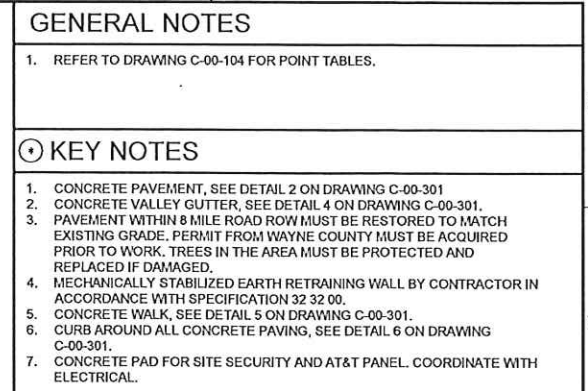 GENERAL NOTES
1. REFER TO DRAWING C-00-104 FOR POINT TABLES.
KEY NOTES
1. CONCRETE PAVEMENT, SEE DETAIL 2 ON DRAWING C-00-301
2. CONCRETE VALLEY GUTTER, SEE DETAIL 4 ON DRAWING C-00-301.
3. PAVEMENT WITHIN 8 MILE ROAD ROW MUST BE RESTORED TO MATCH
EXISTING GRADE. PERMIT FROM WAYNE COUNTY MUST BE ACQUIRED
PRIOR TO WORK. TREES IN THE AREA MUST BE PROTECTED AND
REPLACED IF DAMAGED.
4. MECHANICALLY STABILIZED EARTH RETRAINING WALL BY CONTRACTOR IN
ACCORDANCE WITH SPECIFICATION 32 32 00.
5. CONCRETE WALK, SEE DETAIL 5 ON DRAWING C-00-301.
6. CURB AROUND ALL CONCRETE PAVING, SEE DETAIL 6 ON DRAWING
C-00-301.
7. CONCRETE PAD FOR SITE SECURITY AND AT&T PANEL. COORDINATE WITH
ELECTRICAL.